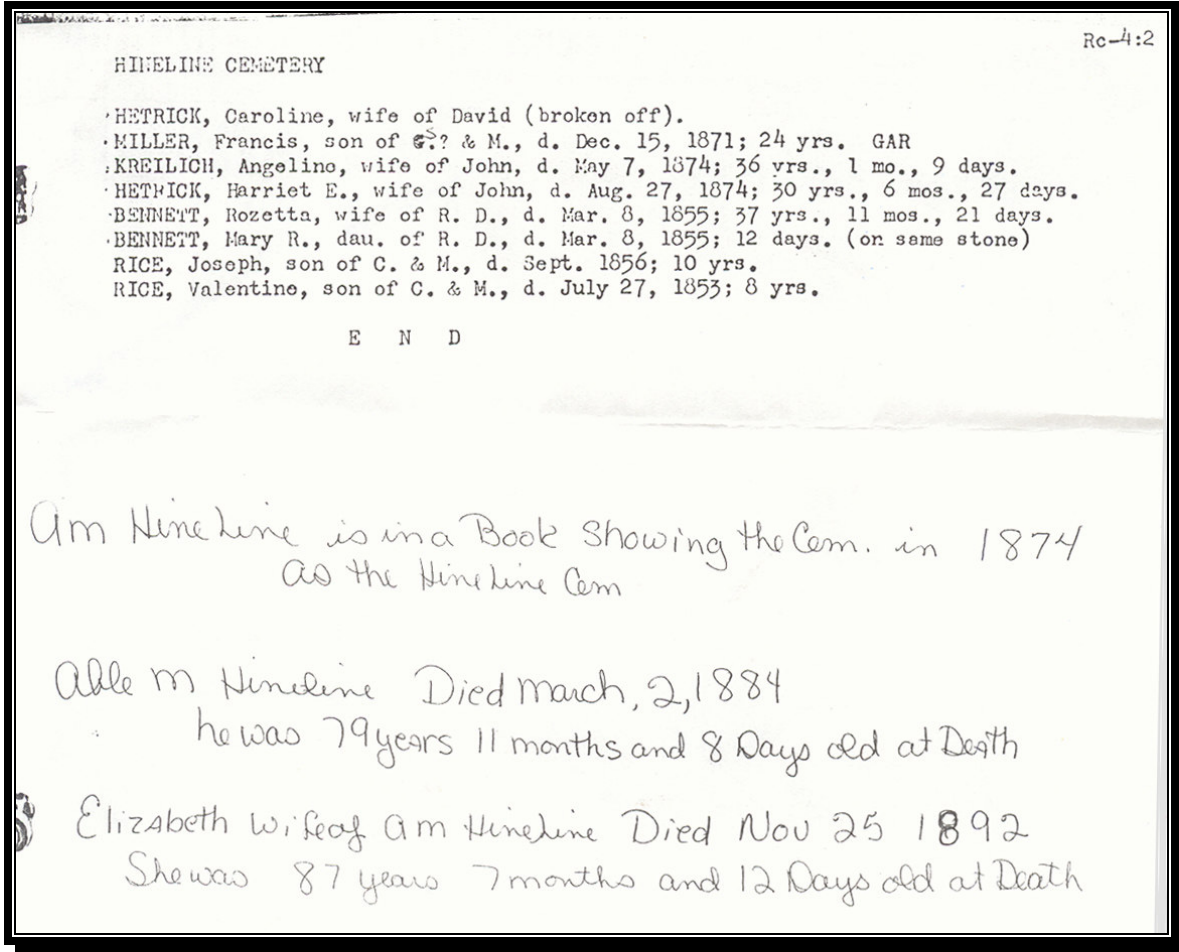 Rc-4:2
HINELINE CEMETERY
HETRICK, Caroline, wife of David (broken off).
MILLER, Francis, son of S? & M., d. Dec. 15, 1871; 24 yrs. GAR
KREILICH, Angeline, wife of John, d. May 7, 1874; 36 yrs., 1 mo., 9 days.
HETRICK, Harriet E., wife of John, d. Aug. 27, 1874; 30 yrs., 6 mos., 27 days.
BENNETT, Rozetta, wife of R. D., d. Mar. 8, 1855; 37 yrs., 11 mos., 21 days.
BENNETT, Mary R., dau. of R. D., d. Mar. 8, 1855; 12 days. (on same stone)
RICE, Joseph, son of C. & M., d. Sept. 1856; 10 yrs.
RICE, Valentine, son of C. & M., d. July 27, 1853; 8 yrs.
E N D
Am HineLine is in a Book Showing the Cem. in 1874
as the HineLine Cem
Able M Hineline Died March, 2, 1884
he was 79 years 11 months and 8 Days old at Death
Elizabeth Wife of Am HineLine Died Nov 25 1892
She was 87 years 7 months and 12 Days old at Death